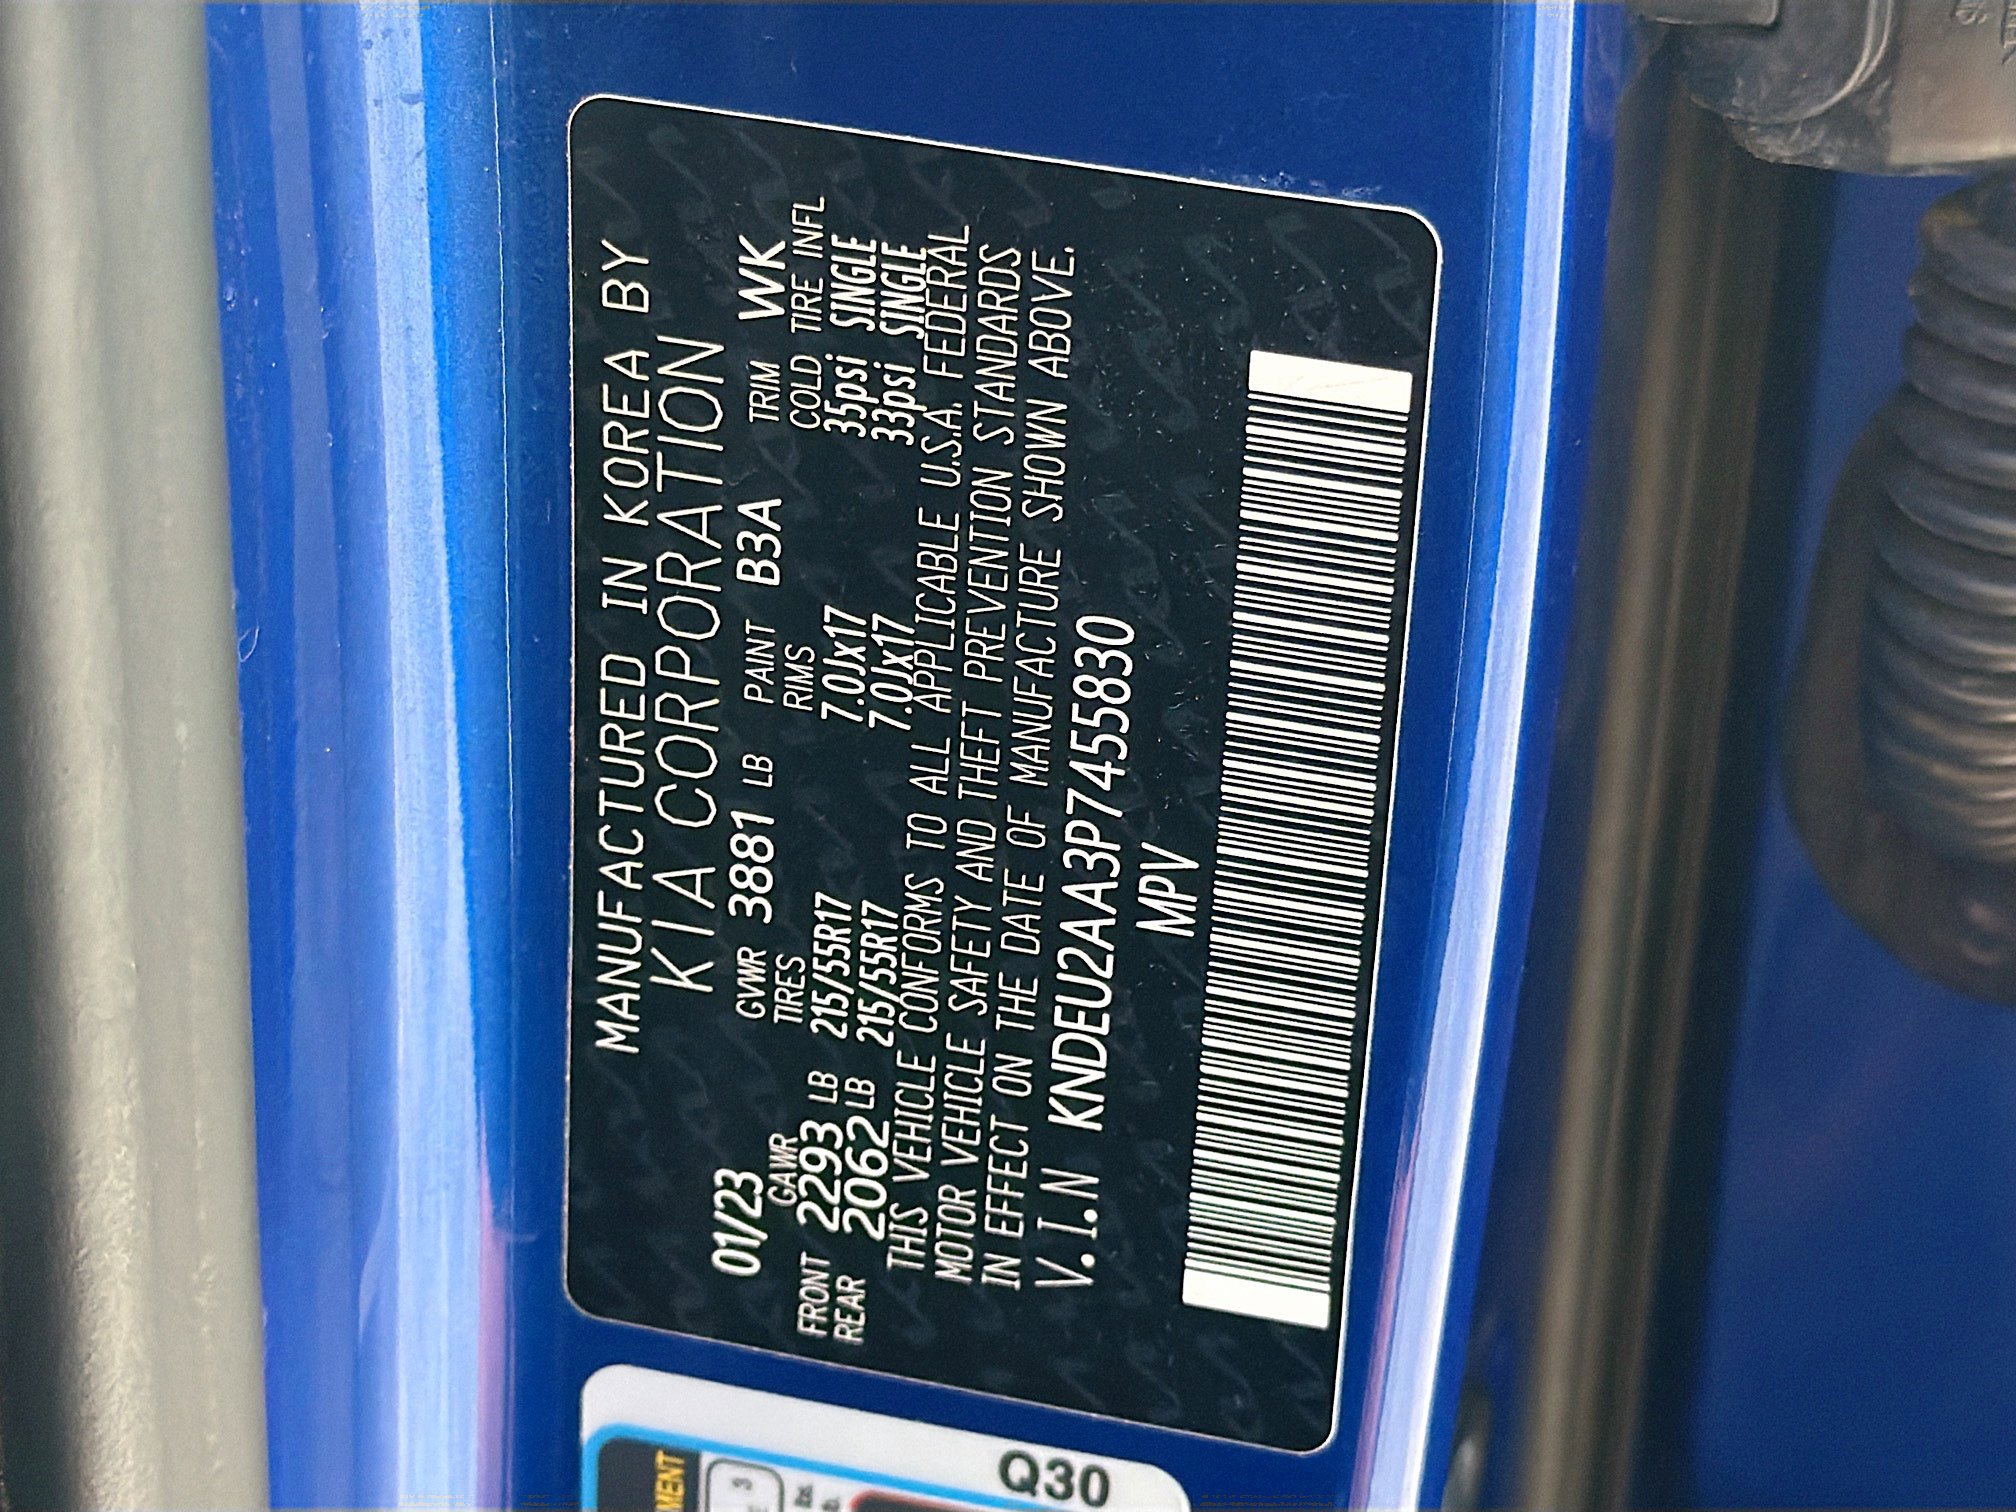 MANUFACTURED IN KOREA BY
KIA CORPORATION
01/23 GVWR 3881 LB PAINT B3A TRIM WK
GAWR TIRES RIMS COLD TIRE INFL
FRONT 2293 LB 215/55R17 7.0Jx17 35psi SINGLE
REAR 2062 LB 215/55R17 7.0Jx17 33psi SINGLE
THIS VEHICLE CONFORMS TO ALL APPLICABLE U.S.A. FEDERAL
MOTOR VEHICLE SAFETY AND THEFT PREVENTION STANDARDS
IN EFFECT ON THE DATE OF MANUFACTURE SHOWN ABOVE.
V.I.N KNDEU2AA3P7455830
MPV
3
Q30